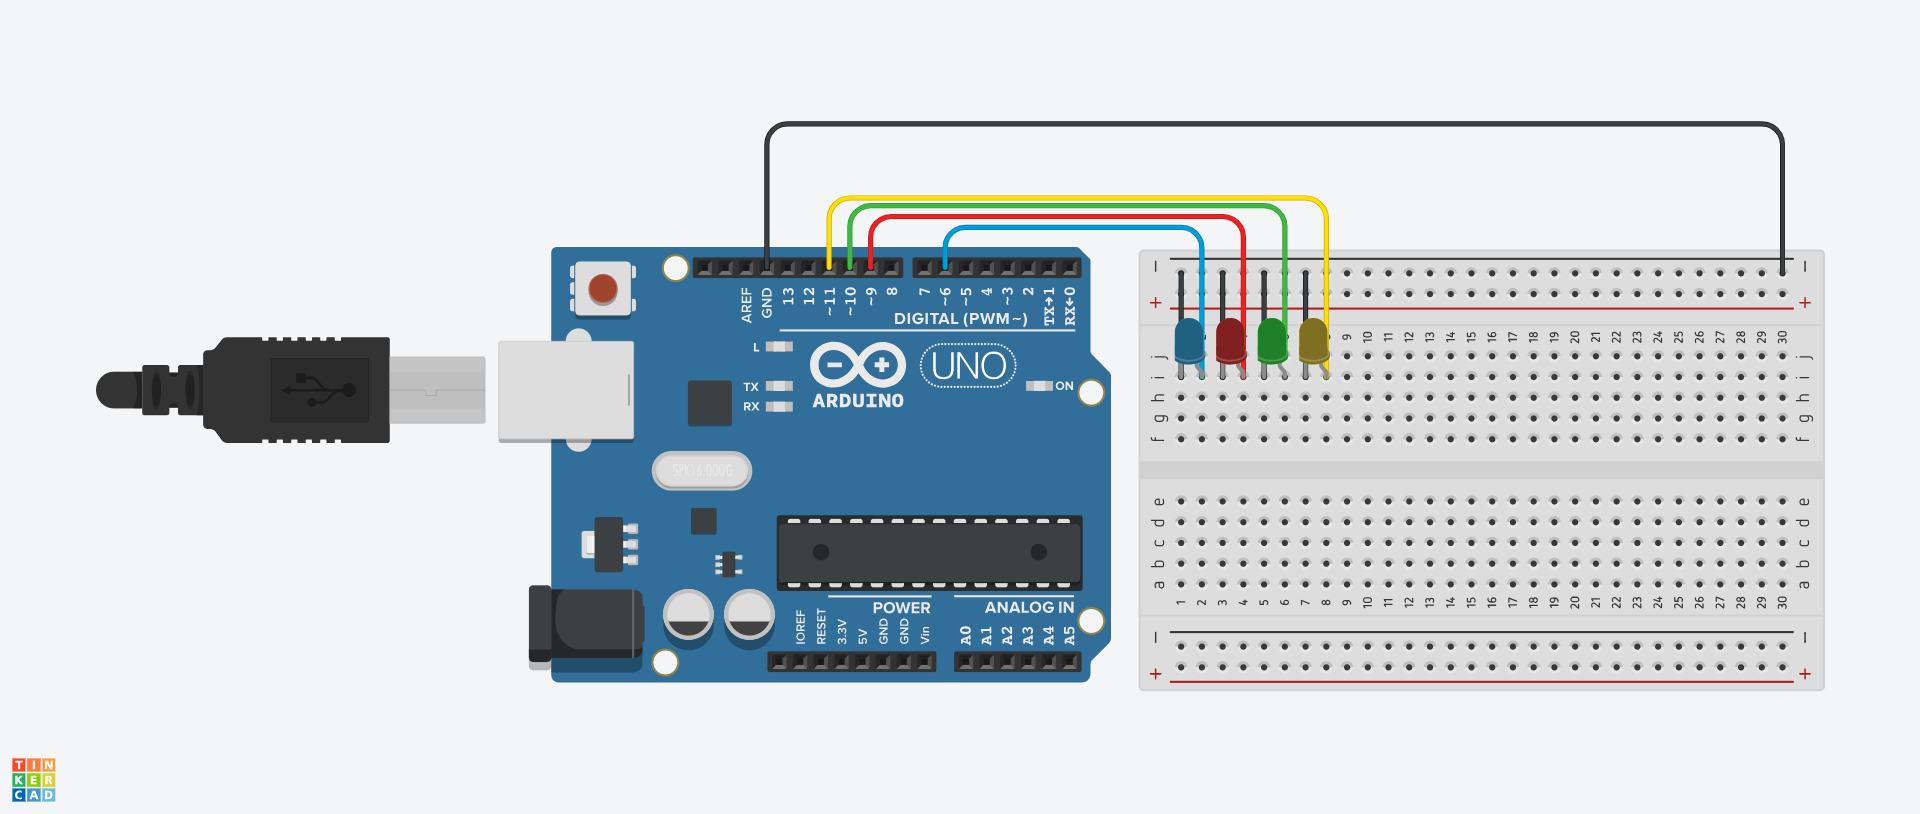 AREF
GND
13
12
~11
~10
~9
8
7
~6
~5
4
~3
2
TX→1
RX←0
DIGITAL (PWM~)
L
TX
RX
ARDUINO
UNO
ON
SPK16.000G
IOREF
RESET
3.3V
5V
GND
GND
Vin
POWER
ANALOG IN
A0
A1
A2
A3
A4
A5
− −
+ +
9 10 11 12 13 14 15 16 17 18 19 20 21 22 23 24 25 26 27 28 29 30
j j
i i
h h
g g
f f
e e
d d
c c
b b
a a
1 2 3 4 5 6 7 8 9 10 11 12 13 14 15 16 17 18 19 20 21 22 23 24 25 26 27 28 29 30
− −
+ +
TIN
KER
CAD